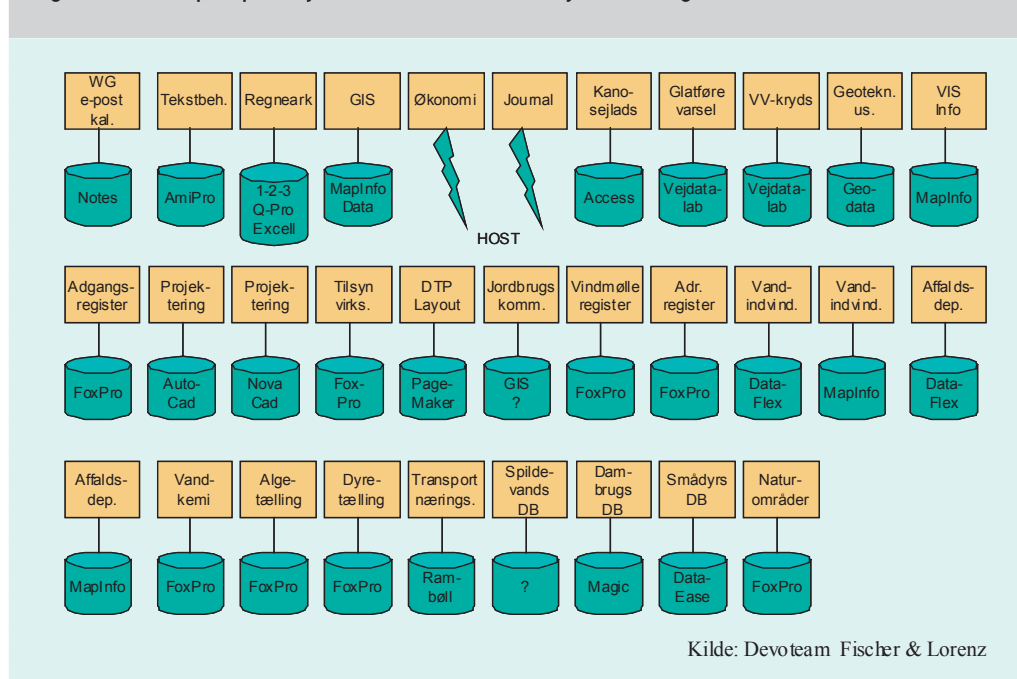 WG
e-post
kal.
Tekstbeh.
Regneark
GIS
Økonomi
Journal
Kano-
sejlads
Glatføre
varsel
VV-kryds
Geotekn.
us.
VIS
Info
Notes
AmiPro
1-2-3
Q-Pro
Excell
MapInfo
Data
HOST
Access
Vejdata
lab
Vejdata
lab
Geo-
data
MapInfo
Adgangs-
register
Projek-
tering
Projek-
tering
Tilsyn
virks.
DTP
Layout
Jordbrugs
komm.
Vindmølle
register
Adr.
register
Vand-
indvind.
Vand-
indvind.
Affalds-
dep.
FoxPro
Auto-
Cad
Nova
Cad
Fox-
Pro
Page-
Maker
GIS
?
FoxPro
FoxPro
Data-
Flex
MapInfo
Data-
Flex
Affalds-
dep.
Vand-
kemi
Alge-
tælling
Dyre-
tælling
Transport
nærings.
Spilde-
vands
DB
Dam-
brugs
DB
Smådyrs
DB
Natur-
områder
MapInfo
FoxPro
FoxPro
FoxPro
Ram-
bøll
?
Magic
Data-
Ease
FoxPro
Kilde: Devoteam Fischer & Lorenz